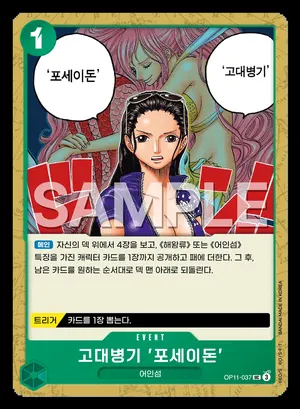 1
'포세이돈'
'고대병기'
SAMPLE
메인 자신의 덱 위에서 4장을 보고, 《해왕류》 또는 《어인섬》
특징을 가진 캐릭터 카드를 1장까지 공개하고 패에 더한다. 그 후,
남은 카드를 원하는 순서대로 덱 맨 아래로 되돌린다.
트리거 카드를 1장 뽑는다.
EVENT
고대병기 '포세이돈'
어인섬
OP11-037 UC 3